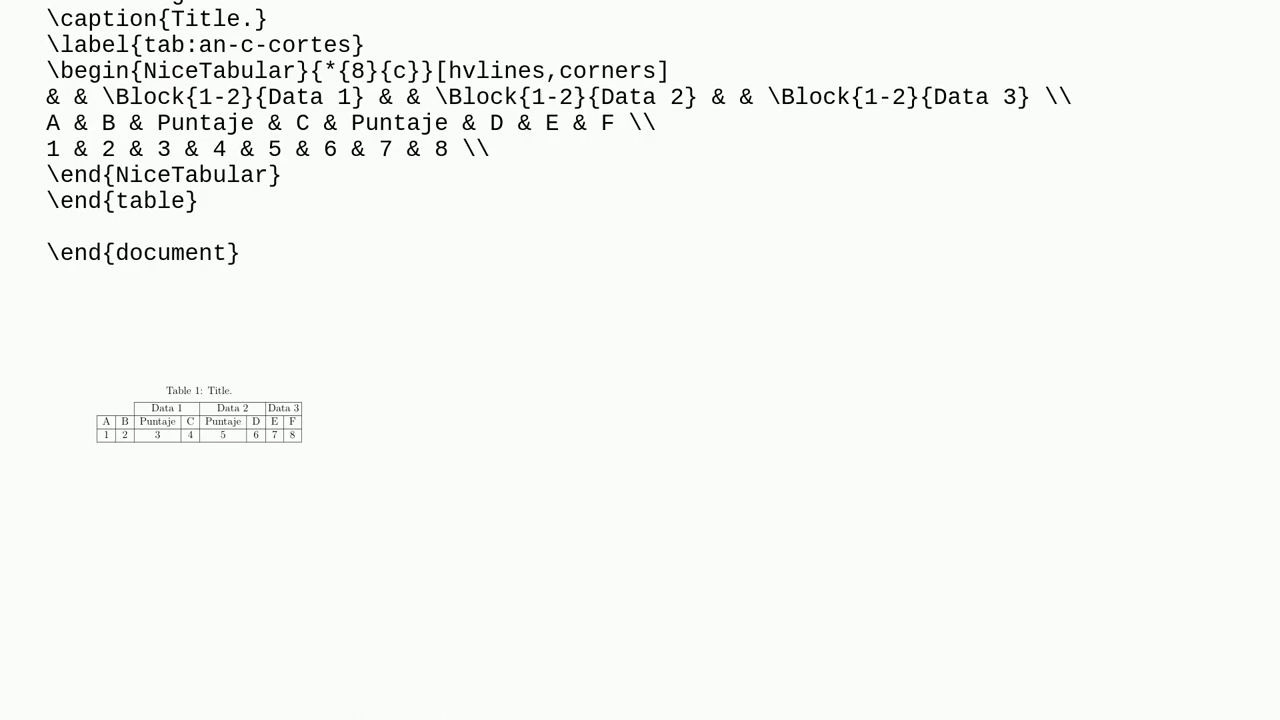 \caption{Title.}
\label{tab:an-c-cortes}
\begin{NiceTabular}{*{8}{c}}[hvlines,corners]
& & \Block{1-2}{Data 1} & & \Block{1-2}{Data 2} & & \Block{1-2}{Data 3} \\
A & B & Puntaje & C & Puntaje & D & E & F \\
1 & 2 & 3 & 4 & 5 & 6 & 7 & 8 \\
\end{NiceTabular}
\end{table}
\end{document}
Table 1: Title.
Data 1 Data 2 Data 3
A B Puntaje C Puntaje D E F
1 2 3 4 5 6 7 8